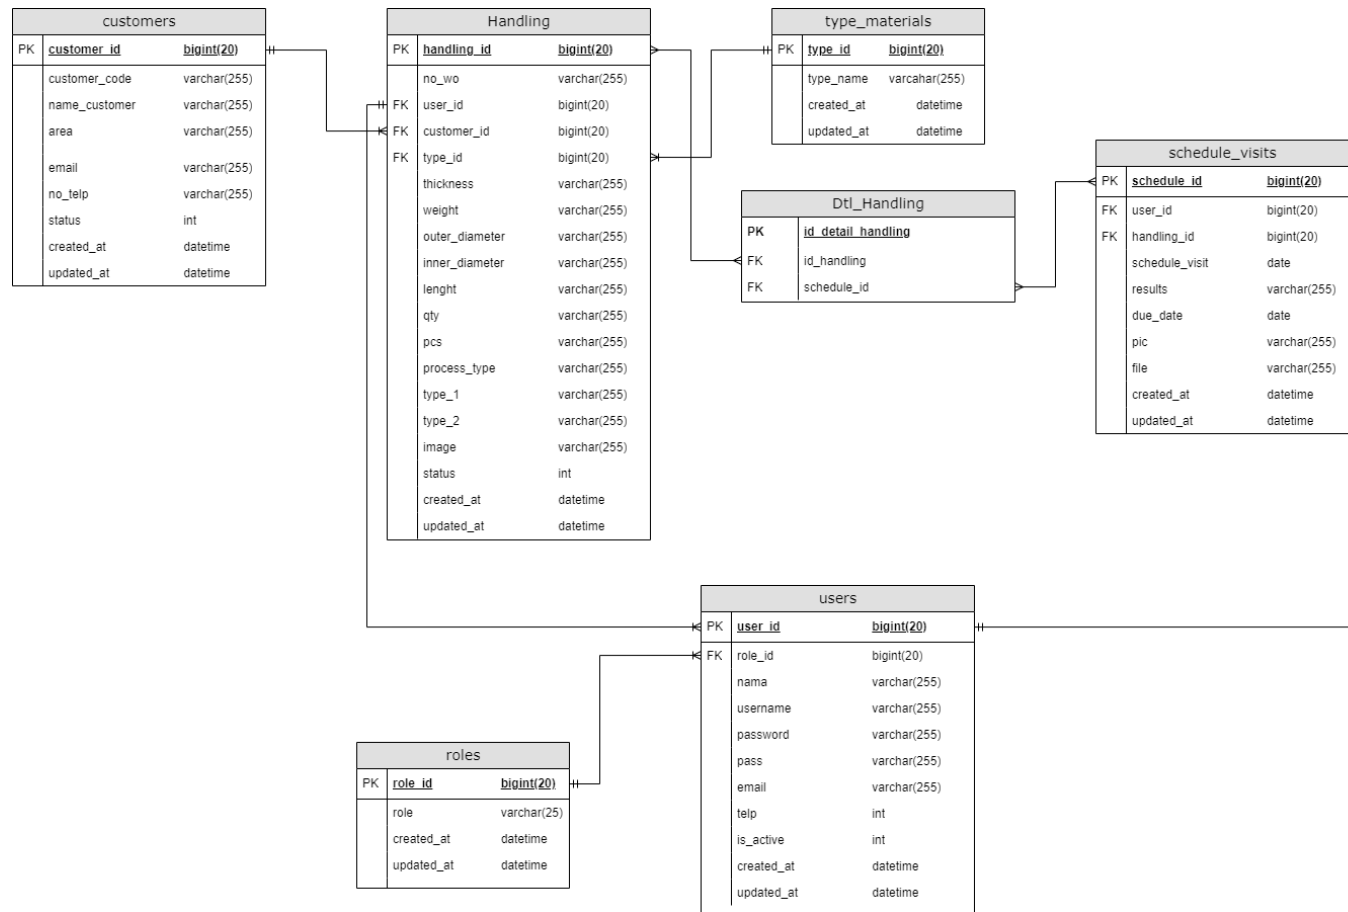 customers
PK customer_id bigint(20)
customer_code varchar(255)
name_customer varchar(255)
area varchar(255)
email varchar(255)
no_telp varchar(255)
status int
created_at datetime
updated_at datetime
Handling
PK handling_id bigint(20)
no_wo varchar(255)
FK user_id bigint(20)
FK customer_id bigint(20)
FK type_id bigint(20)
thickness varchar(255)
weight varchar(255)
outer_diameter varchar(255)
inner_diameter varchar(255)
lenght varchar(255)
qty varchar(255)
pcs varchar(255)
process_type varchar(255)
type_1 varchar(255)
type_2 varchar(255)
image varchar(255)
status int
created_at datetime
updated_at datetime
type_materials
PK type_id bigint(20)
type_name varcahar(255)
created_at datetime
updated_at datetime
Dtl_Handling
PK id_detail_handling
FK id_handling
FK schedule_id
schedule_visits
PK schedule_id bigint(20)
FK user_id bigint(20)
FK handling_id bigint(20)
schedule_visit date
results varchar(255)
due_date date
pic varchar(255)
file varchar(255)
created_at datetime
updated_at datetime
users
PK user_id bigint(20)
FK role_id bigint(20)
nama varchar(255)
username varchar(255)
password varchar(255)
pass varchar(255)
email varchar(255)
telp int
is_active int
created_at datetime
updated_at datetime
roles
PK role_id bigint(20)
role varchar(25)
created_at datetime
updated_at datetime